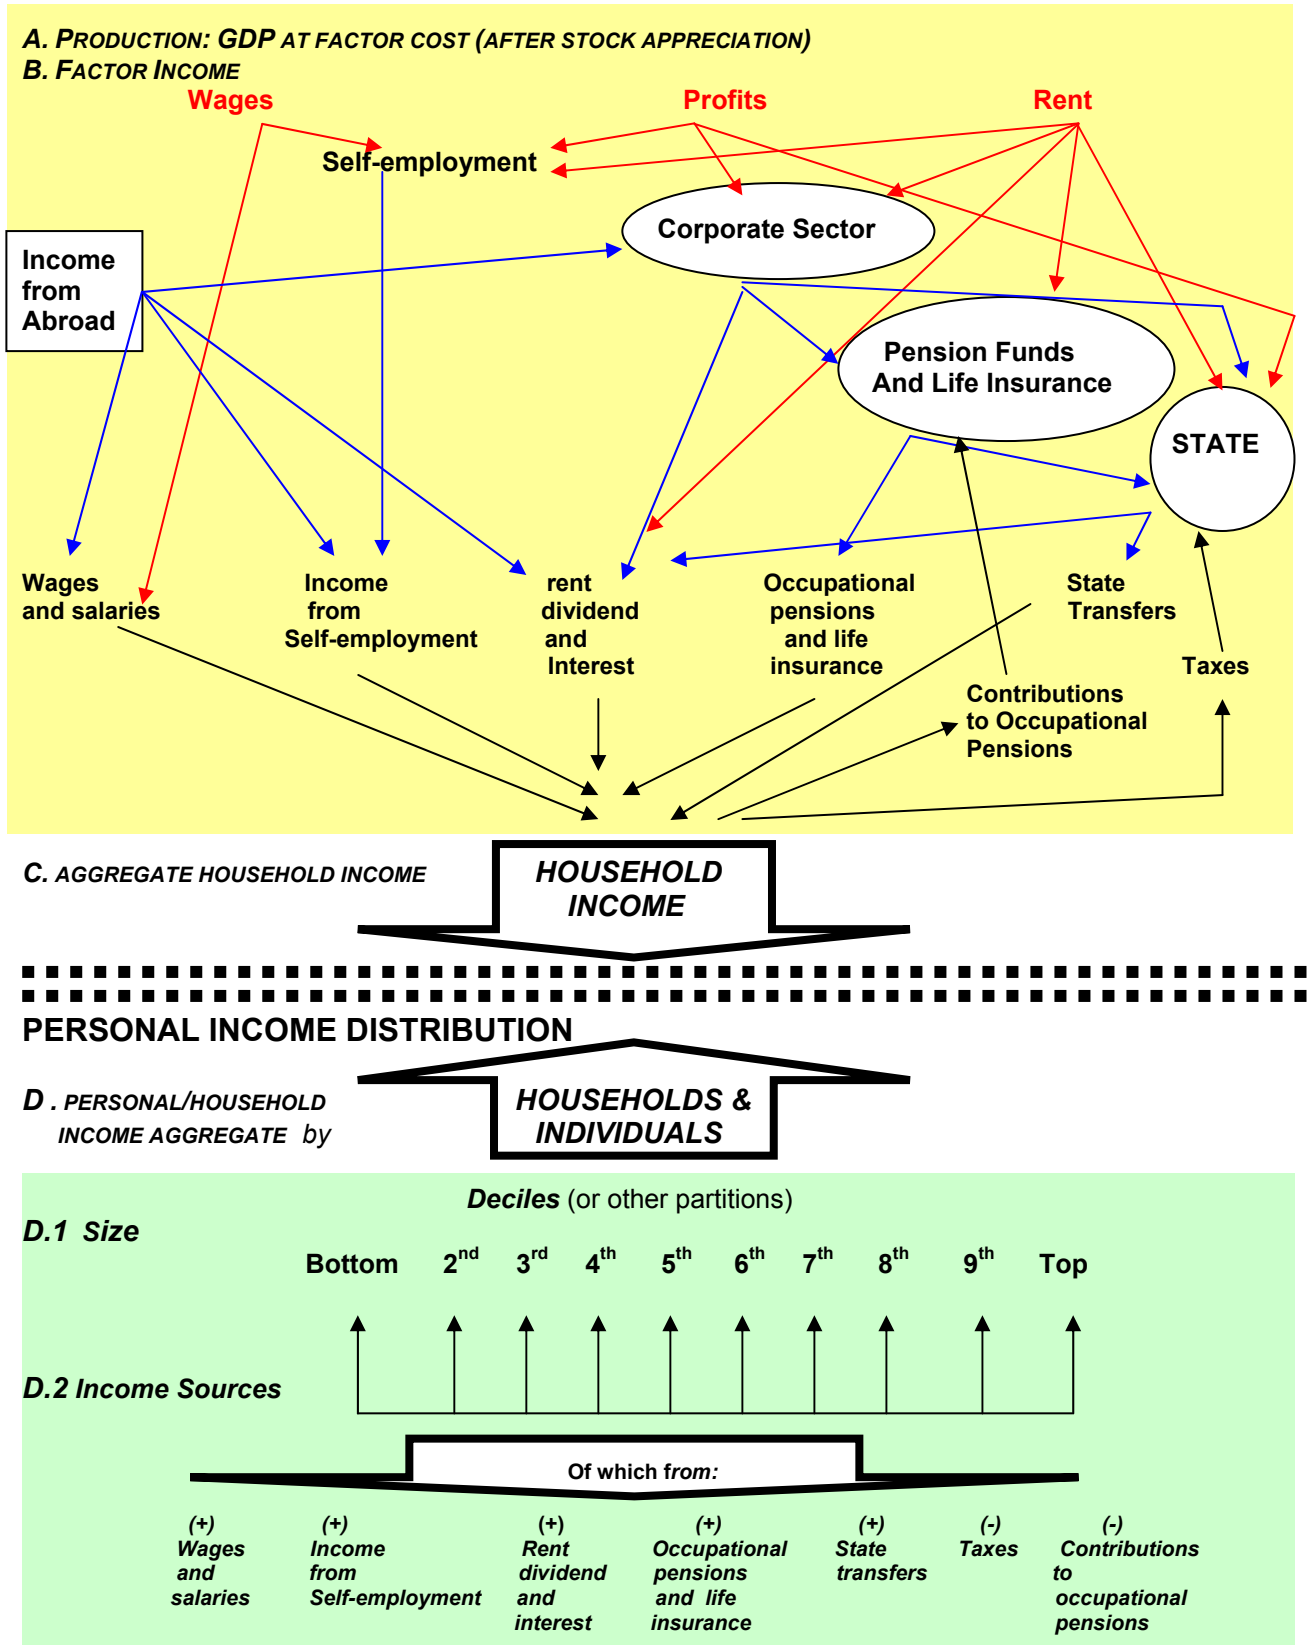 A. PRODUCTION: GDP AT FACTOR COST (AFTER STOCK APPRECIATION)
B. FACTOR INCOME
Wages Profits Rent
Self-employment
Corporate Sector
Income
from
Abroad
Pension Funds
And Life Insurance
STATE
Wages
and salaries
Income
from
Self-employment
rent
dividend
and
Interest
Occupational
pensions
and life
insurance
State
Transfers
Taxes
Contributions
to Occupational
Pensions
C. AGGREGATE HOUSEHOLD INCOME
HOUSEHOLD
INCOME
PERSONAL INCOME DISTRIBUTION
D . PERSONAL/HOUSEHOLD
INCOME AGGREGATE by
HOUSEHOLDS &
INDIVIDUALS
Deciles (or other partitions)
D.1 Size
Bottom 2nd 3rd 4th 5th 6th 7th 8th 9th Top
D.2 Income Sources
Of which from:
(+)
Wages
and
salaries
(+)
Income
from
Self-employment
(+)
Rent
dividend
and
interest
(+)
Occupational
pensions
and life
insurance
(+)
State
transfers
(-)
Taxes
(-)
Contributions
to
occupational
pensions